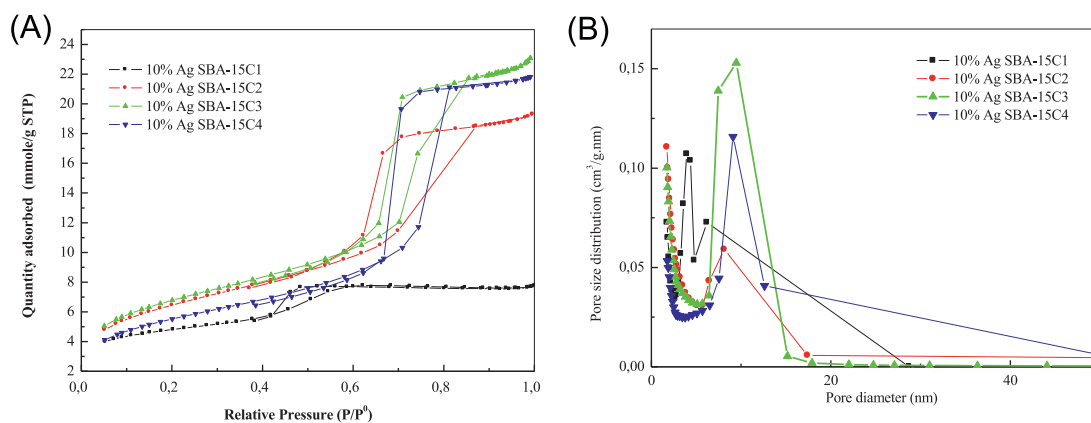 (A)
24
22
20
18
16
14
12
10
8
6
4
2
0,0
0,2
0,4
0,6
0,8
1,0
Quantity adsorbed (mmole/g STP)
Relative Pressure (P/P⁰)
10% Ag SBA-15C1
10% Ag SBA-15C2
10% Ag SBA-15C3
10% Ag SBA-15C4
(B)
0,15
0,10
0,05
0,00
0
20
40
Pore size distribution (cm³/g.nm)
Pore diameter (nm)
10% Ag SBA-15C1
10% Ag SBA-15C2
10% Ag SBA-15C3
10% Ag SBA-15C4